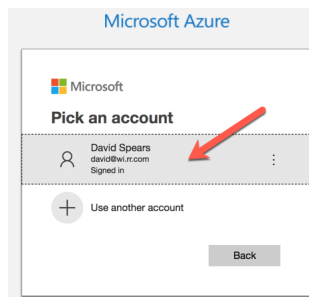 Microsoft Azure
Microsoft
Pick an account
David Spears
david@wi.rr.com
Signed in
Use another account
Back